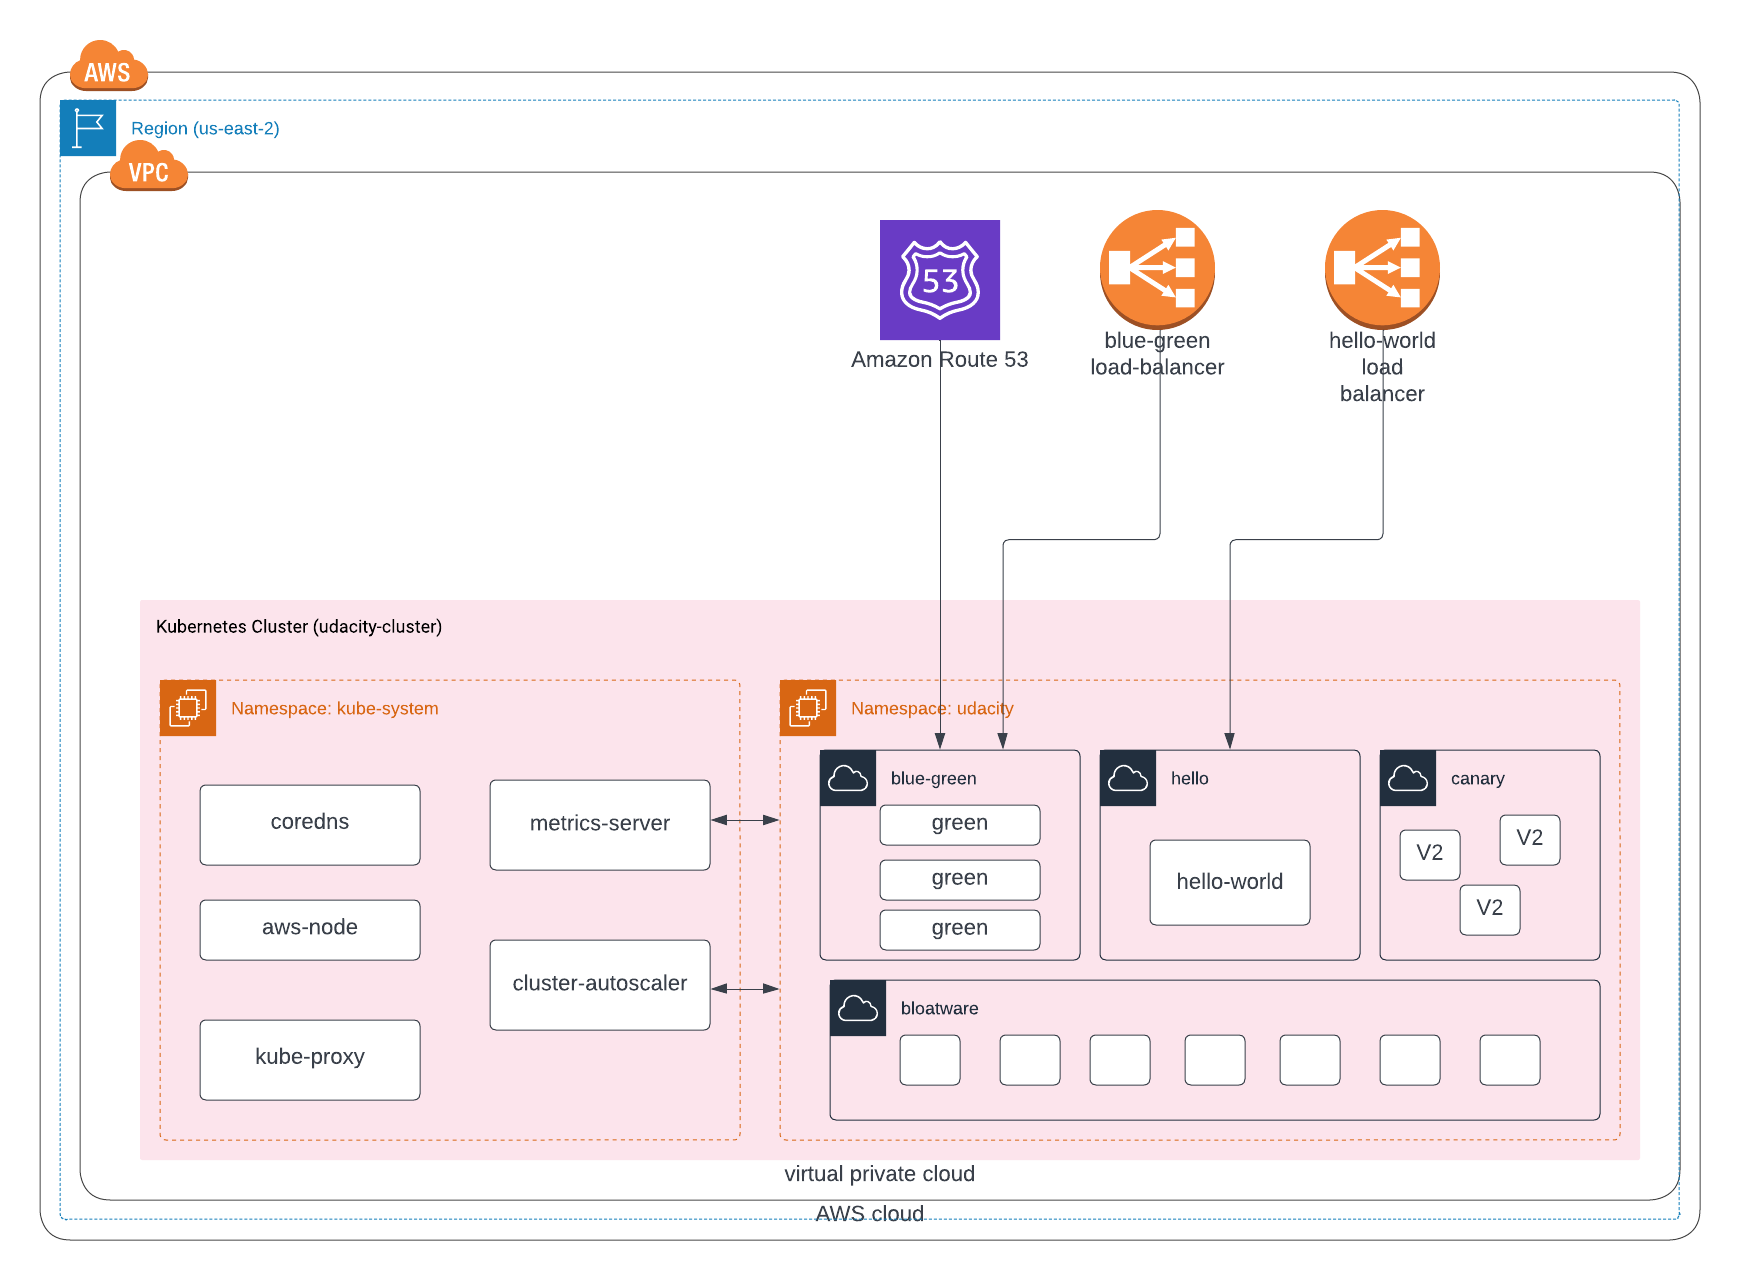 AWS
Region (us-east-2)
VPC
53
Amazon Route 53
blue-green
load-balancer
hello-world
load
balancer
Kubernetes Cluster (udacity-cluster)
Namespace: kube-system
coredns
metrics-server
aws-node
cluster-autoscaler
kube-proxy
Namespace: udacity
blue-green
green
green
green
hello
hello-world
canary
V2
V2
V2
bloatware
virtual private cloud
AWS cloud